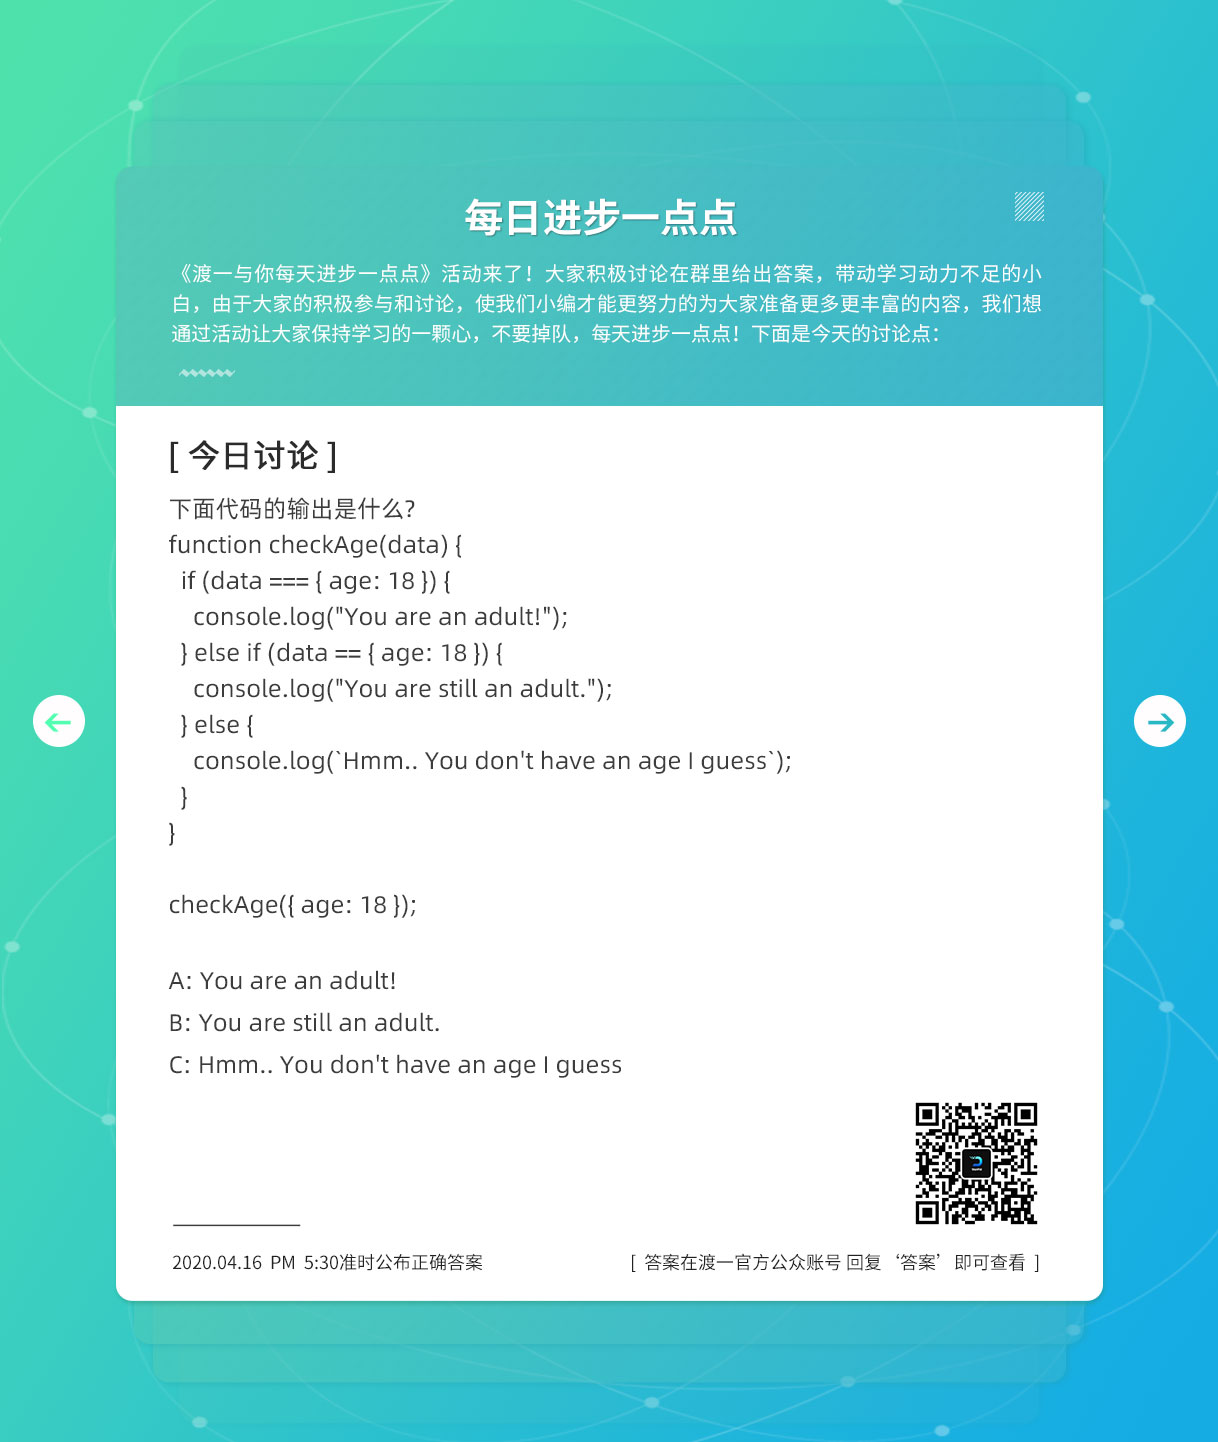 每日进步一点点
《渡一与你每天进步一点点》活动来了！大家积极讨论在群里给出答案，带动学习动力不足的小
白，由于大家的积极参与和讨论，使我们小编才能更努力的为大家准备更多更丰富的内容，我们想
通过活动让大家保持学习的一颗心，不要掉队，每天进步一点点！下面是今天的讨论点：
[ 今日讨论 ]
下面代码的输出是什么?
function checkAge(data) {
  if (data === { age: 18 }) {
    console.log("You are an adult!");
  } else if (data == { age: 18 }) {
    console.log("You are still an adult.");
  } else {
    console.log(`Hmm.. You don't have an age I guess`);
  }
}
checkAge({ age: 18 });
A: You are an adult!
B: You are still an adult.
C: Hmm.. You don't have an age I guess
2020.04.16 PM 5:30准时公布正确答案
[ 答案在渡一官方公众账号 回复‘答案’即可查看 ]